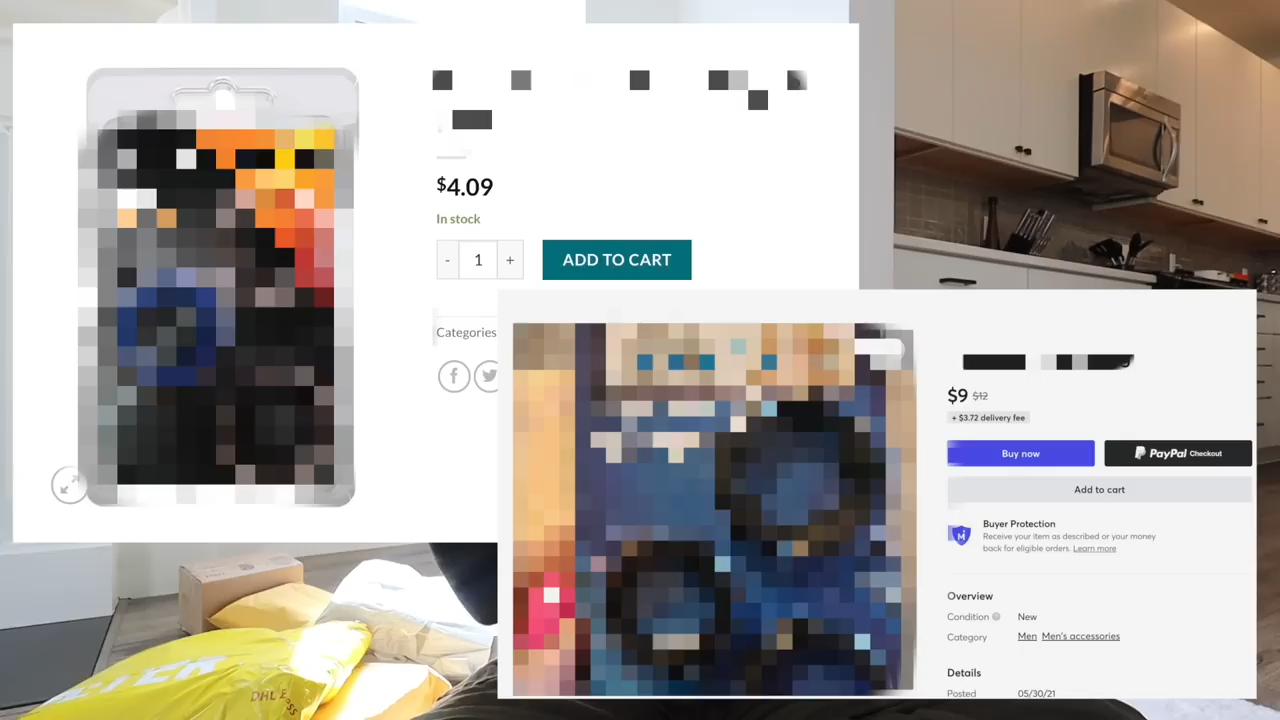 $4.09
In stock
- 1 + ADD TO CART
Categories
$9 $12
+ $3.72 delivery fee
Buy now
PayPal Checkout
Add to cart
Buyer Protection
Receive your item as described or your money
back for eligible orders. Learn more
Overview
Condition New
Category Men Men's accessories
Details
Posted 05/30/21
DHL